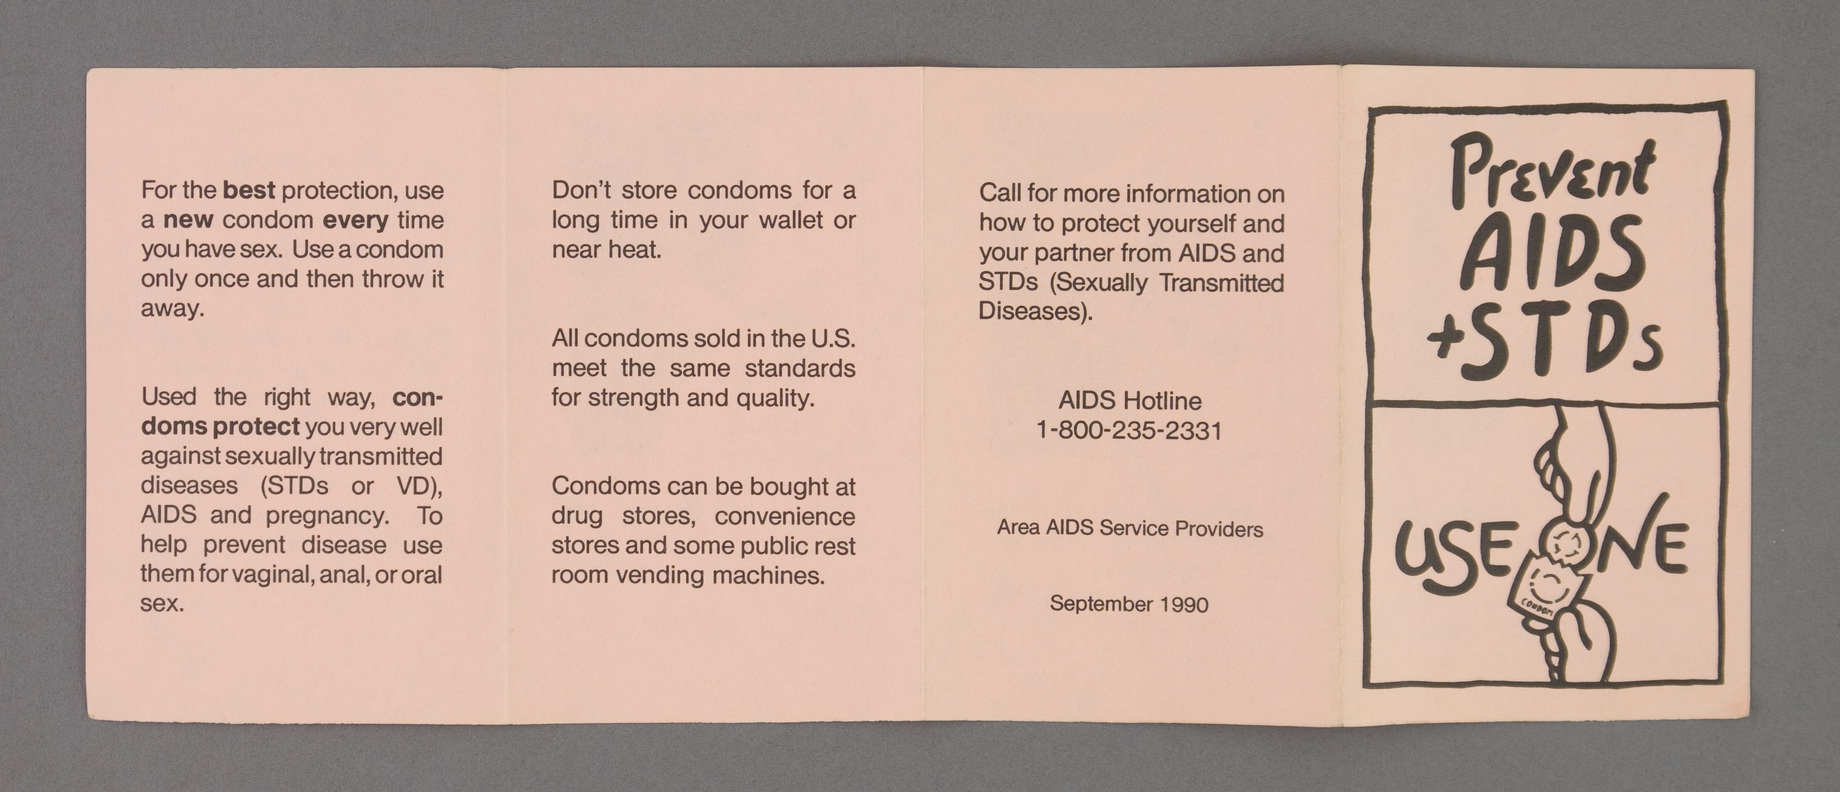 For the best protection, use
a new condom every time
you have sex. Use a condom
only once and then throw it
away.
Used the right way, con-
doms protect you very well
against sexually transmitted
diseases (STDs or VD),
AIDS and pregnancy. To
help prevent disease use
them for vaginal, anal, or oral
sex.
Don't store condoms for a
long time in your wallet or
near heat.
All condoms sold in the U.S.
meet the same standards
for strength and quality.
Condoms can be bought at
drug stores, convenience
stores and some public rest
room vending machines.
Call for more information on
how to protect yourself and
your partner from AIDS and
STDs (Sexually Transmitted
Diseases).
AIDS Hotline
1-800-235-2331
Area AIDS Service Providers
September 1990
Prevent
AIDS
+STDs
USE ONE
CONDOM